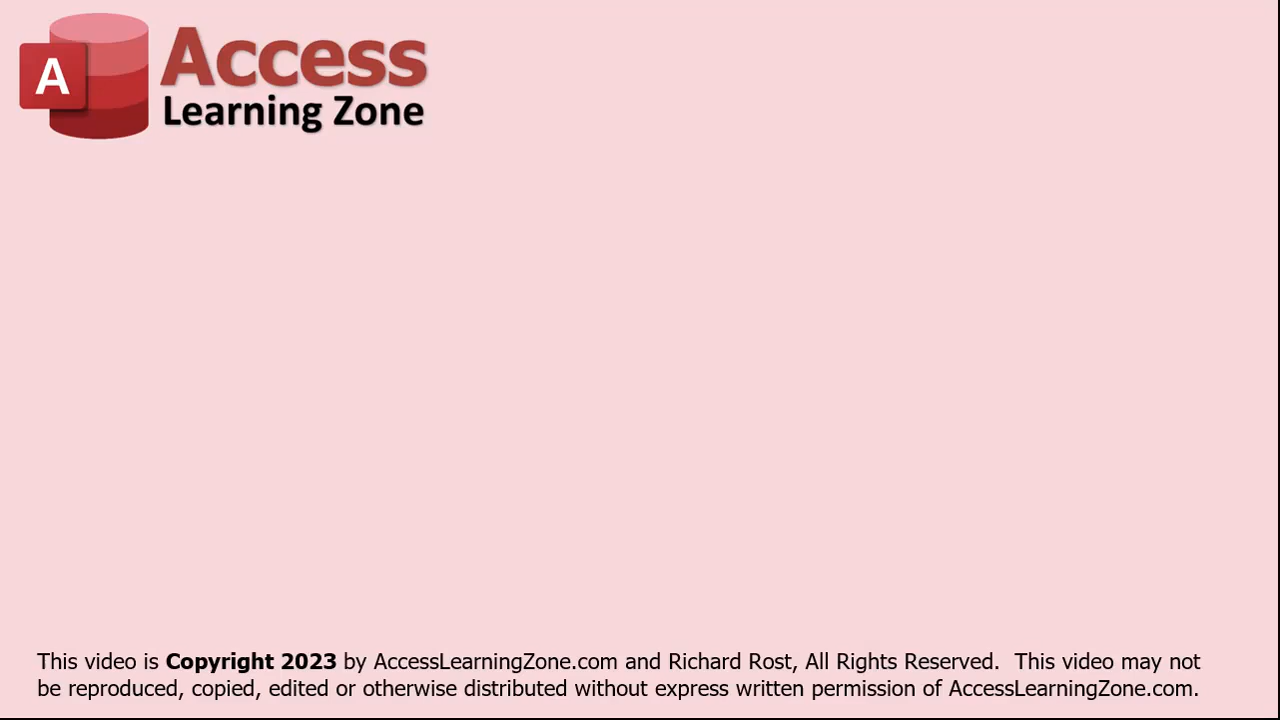 A
Access
Learning Zone
This video is Copyright 2023 by AccessLearningZone.com and Richard Rost, All Rights Reserved.  This video may not
be reproduced, copied, edited or otherwise distributed without express written permission of AccessLearningZone.com.